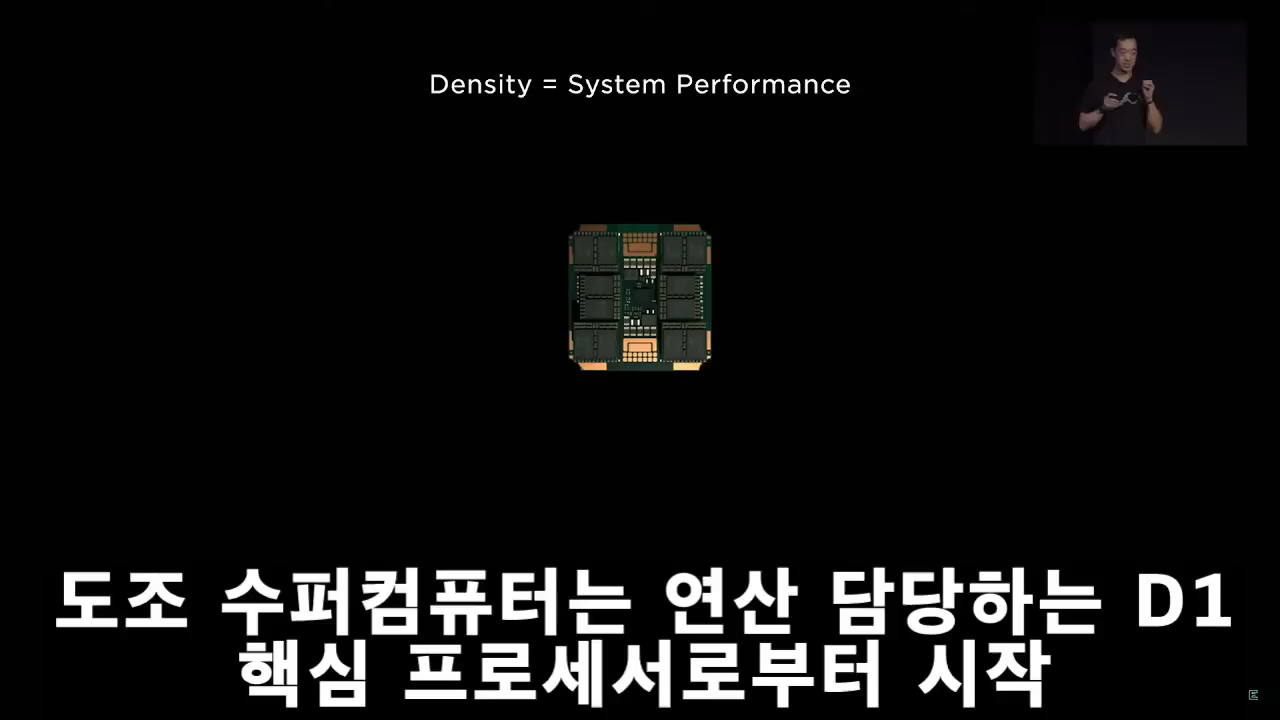 Density = System Performance
도조 수퍼컴퓨터는 연산 담당하는 D1
핵심 프로세서로부터 시작